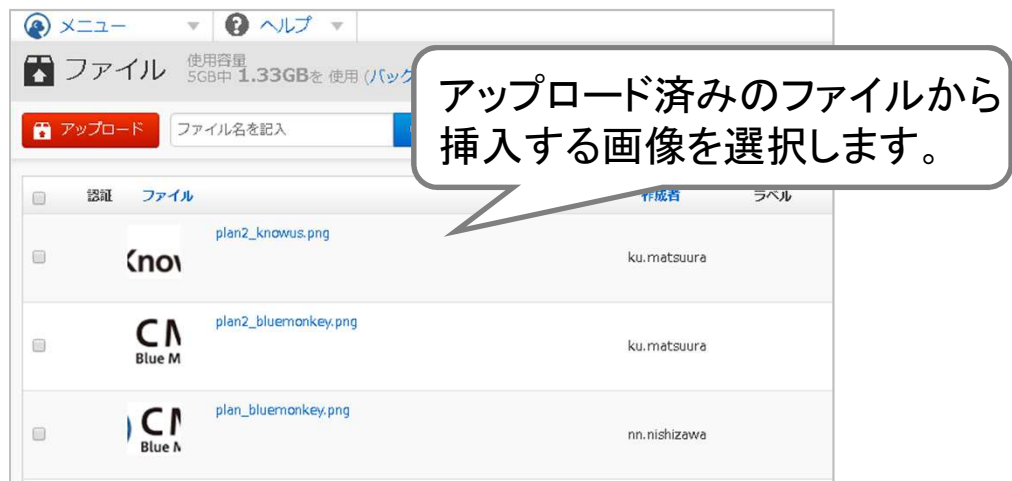 メニュー ヘルプ
ファイル
使用容量
5GB中 1.33GBを 使用 (バック
アップロード ファイル名を記入
アップロード済みのファイルから
挿入する画像を選択します。
認証 ファイル 作成者 ラベル
plan2_knowus.png
Know
ku.matsuura
plan2_bluemonkey.png
CM
Blue M
ku.matsuura
plan_bluemonkey.png
CM
Blue M
nn.nishizawa